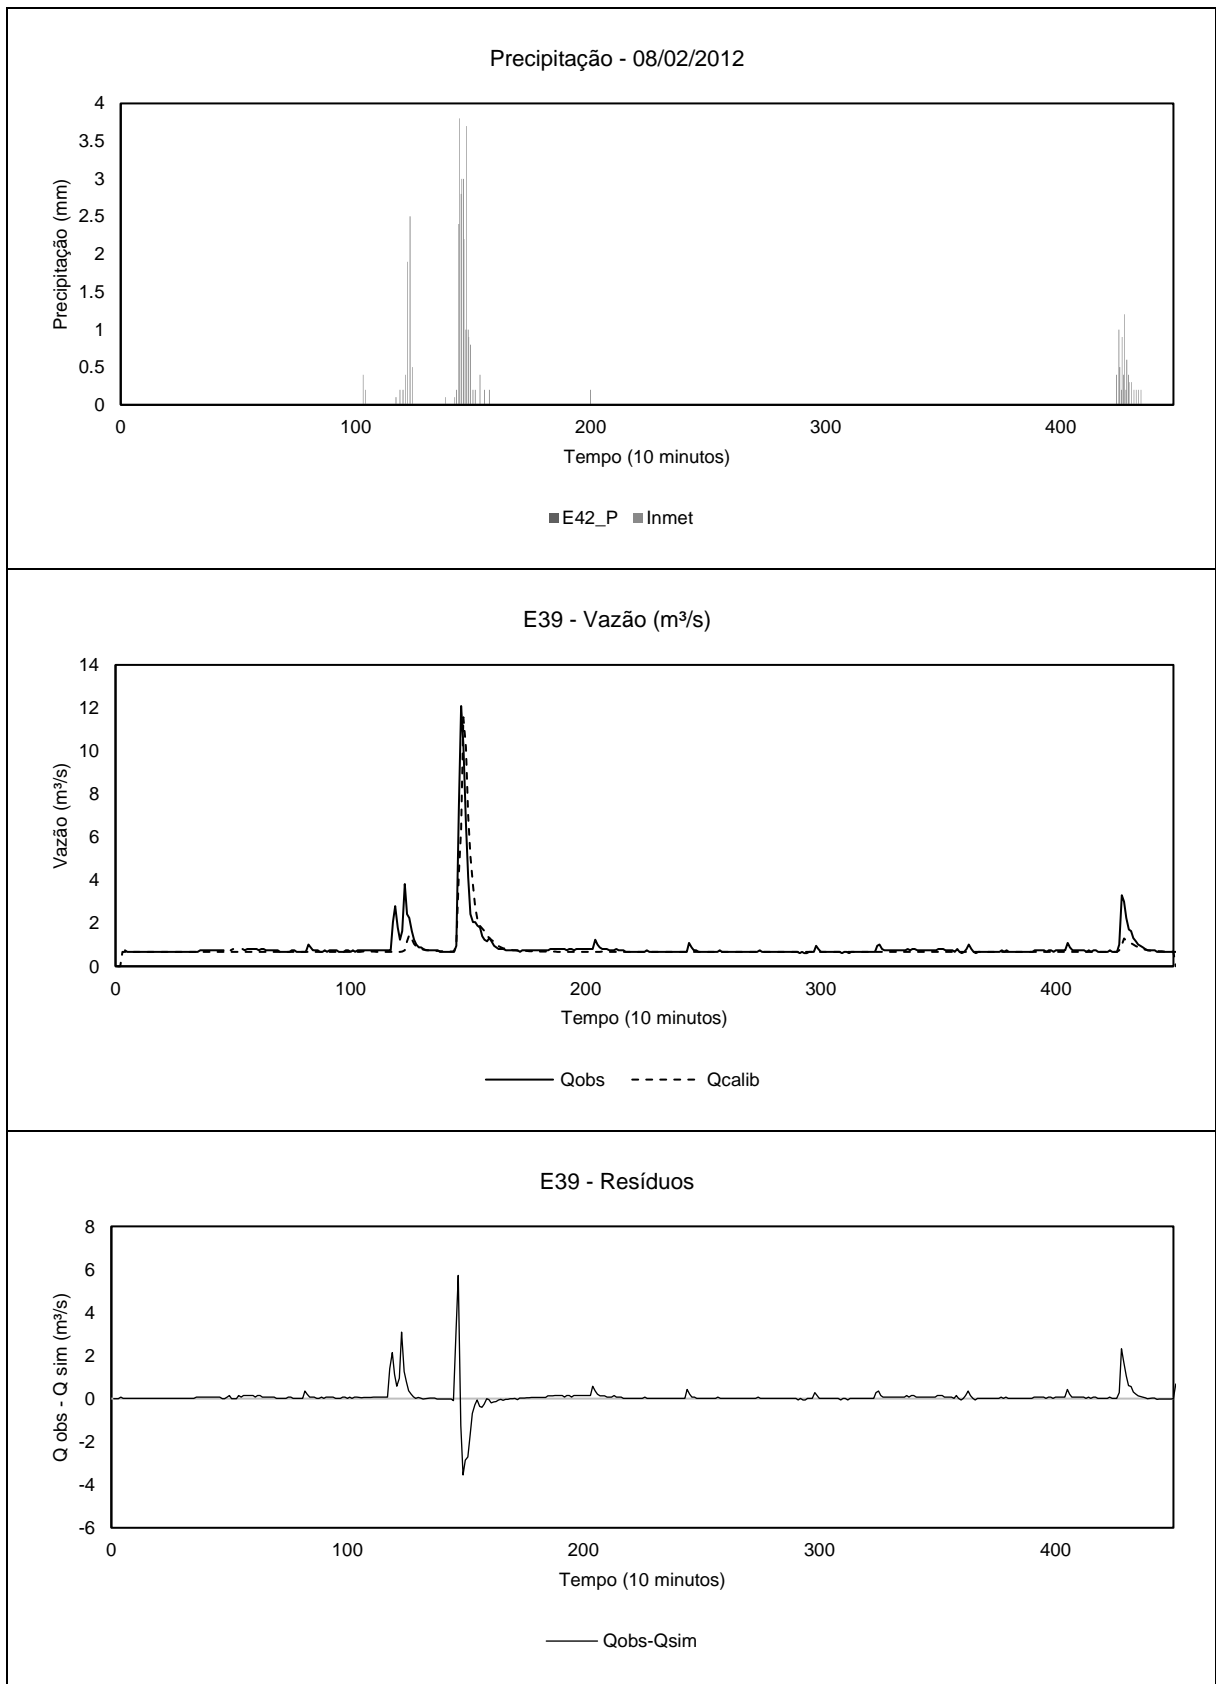 Precipitação - 08/02/2012
4
3.5
3
2.5
2
1.5
1
0.5
0
Precipitação (mm)
0 100 200 300 400
Tempo (10 minutos)
E42_P Inmet
E39 - Vazão (m³/s)
14
12
10
8
6
4
2
0
Vazão (m³/s)
0 100 200 300 400
Tempo (10 minutos)
Qobs Qcalib
E39 - Resíduos
8
6
4
2
0
-2
-4
-6
Q obs - Q sim (m³/s)
0 100 200 300 400
Tempo (10 minutos)
Qobs-Qsim